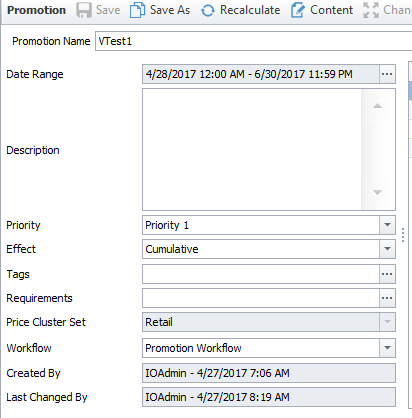 Promotion Save Save As Recalculate Content
Promotion Name VTest1
Date Range 4/28/2017 12:00 AM - 6/30/2017 11:59 PM ...
Description
Priority Priority 1
Effect Cumulative
Tags ...
Requirements ...
Price Cluster Set Retail
Workflow Promotion Workflow
Created By IOAdmin - 4/27/2017 7:06 AM
Last Changed By IOAdmin - 4/27/2017 8:19 AM